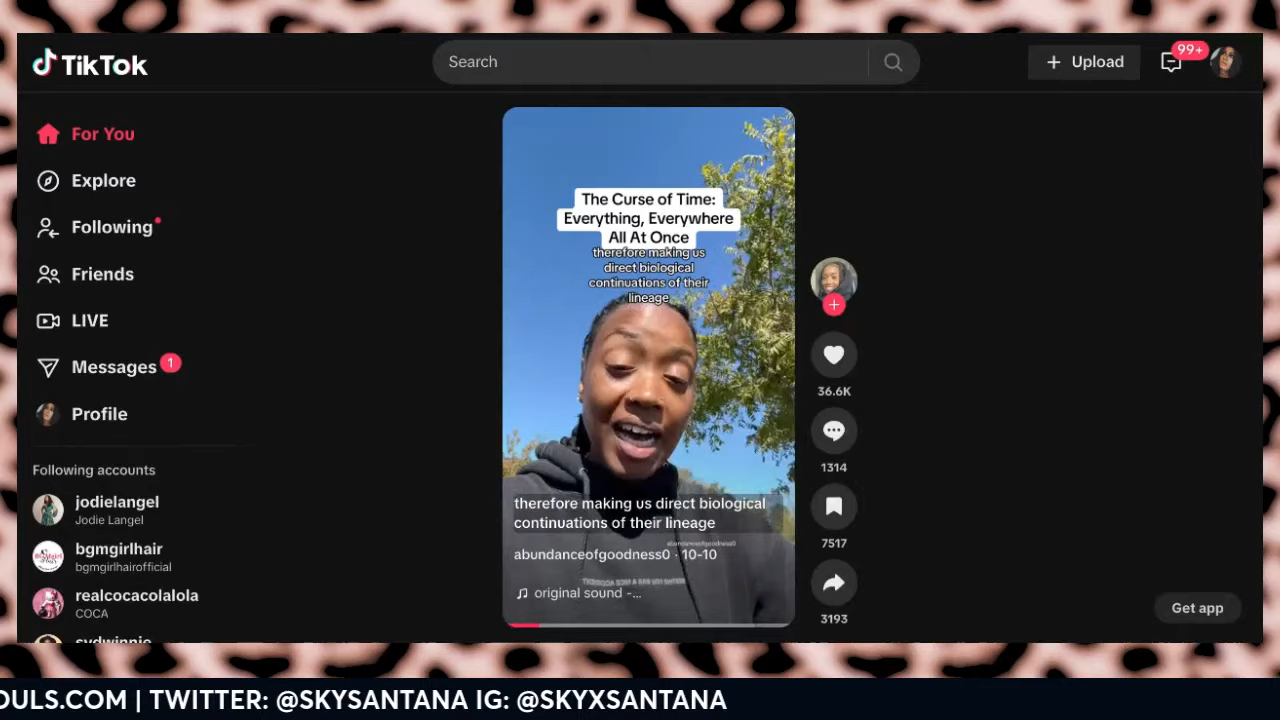 TikTok
Search
Upload
99+
For You
Explore
Following
Friends
LIVE
Messages 1
Profile
Following accounts
jodielangel
Jodie Langel
bgmgirlhair
bgmgirlhairofficial
realcocacolalola
COCA
The Curse of Time:
Everything, Everywhere
All At Once
therefore making us
direct biological
continuations of their
lineage
therefore making us direct biological
continuations of their lineage
abundanceofgoodness0
abundanceofgoodness0 · 10-10
original sound -...
36.6K
1314
7517
3193
Get app
OULS.COM | TWITTER: @SKYSANTANA IG: @SKYXSANTANA